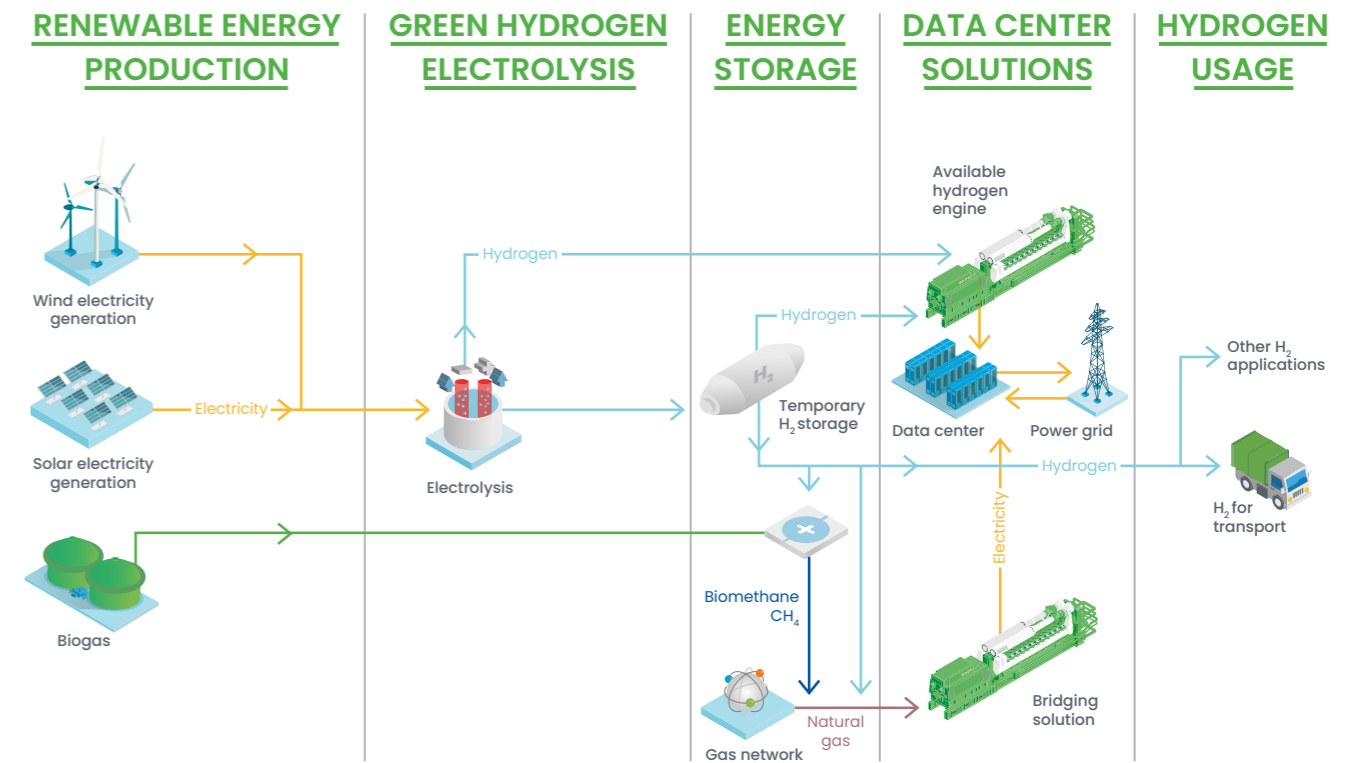 RENEWABLE ENERGY
PRODUCTION
GREEN HYDROGEN
ELECTROLYSIS
ENERGY
STORAGE
DATA CENTER
SOLUTIONS
HYDROGEN
USAGE
Available
hydrogen
engine
Hydrogen
Wind electricity
generation
Hydrogen
H₂
Other H₂
applications
Electricity
Temporary
H₂ storage
Data center
Power grid
Solar electricity
generation
Electrolysis
Hydrogen
H₂ for
transport
Electricity
Biogas
Biomethane
CH₄
Natural
gas
Bridging
solution
Gas network